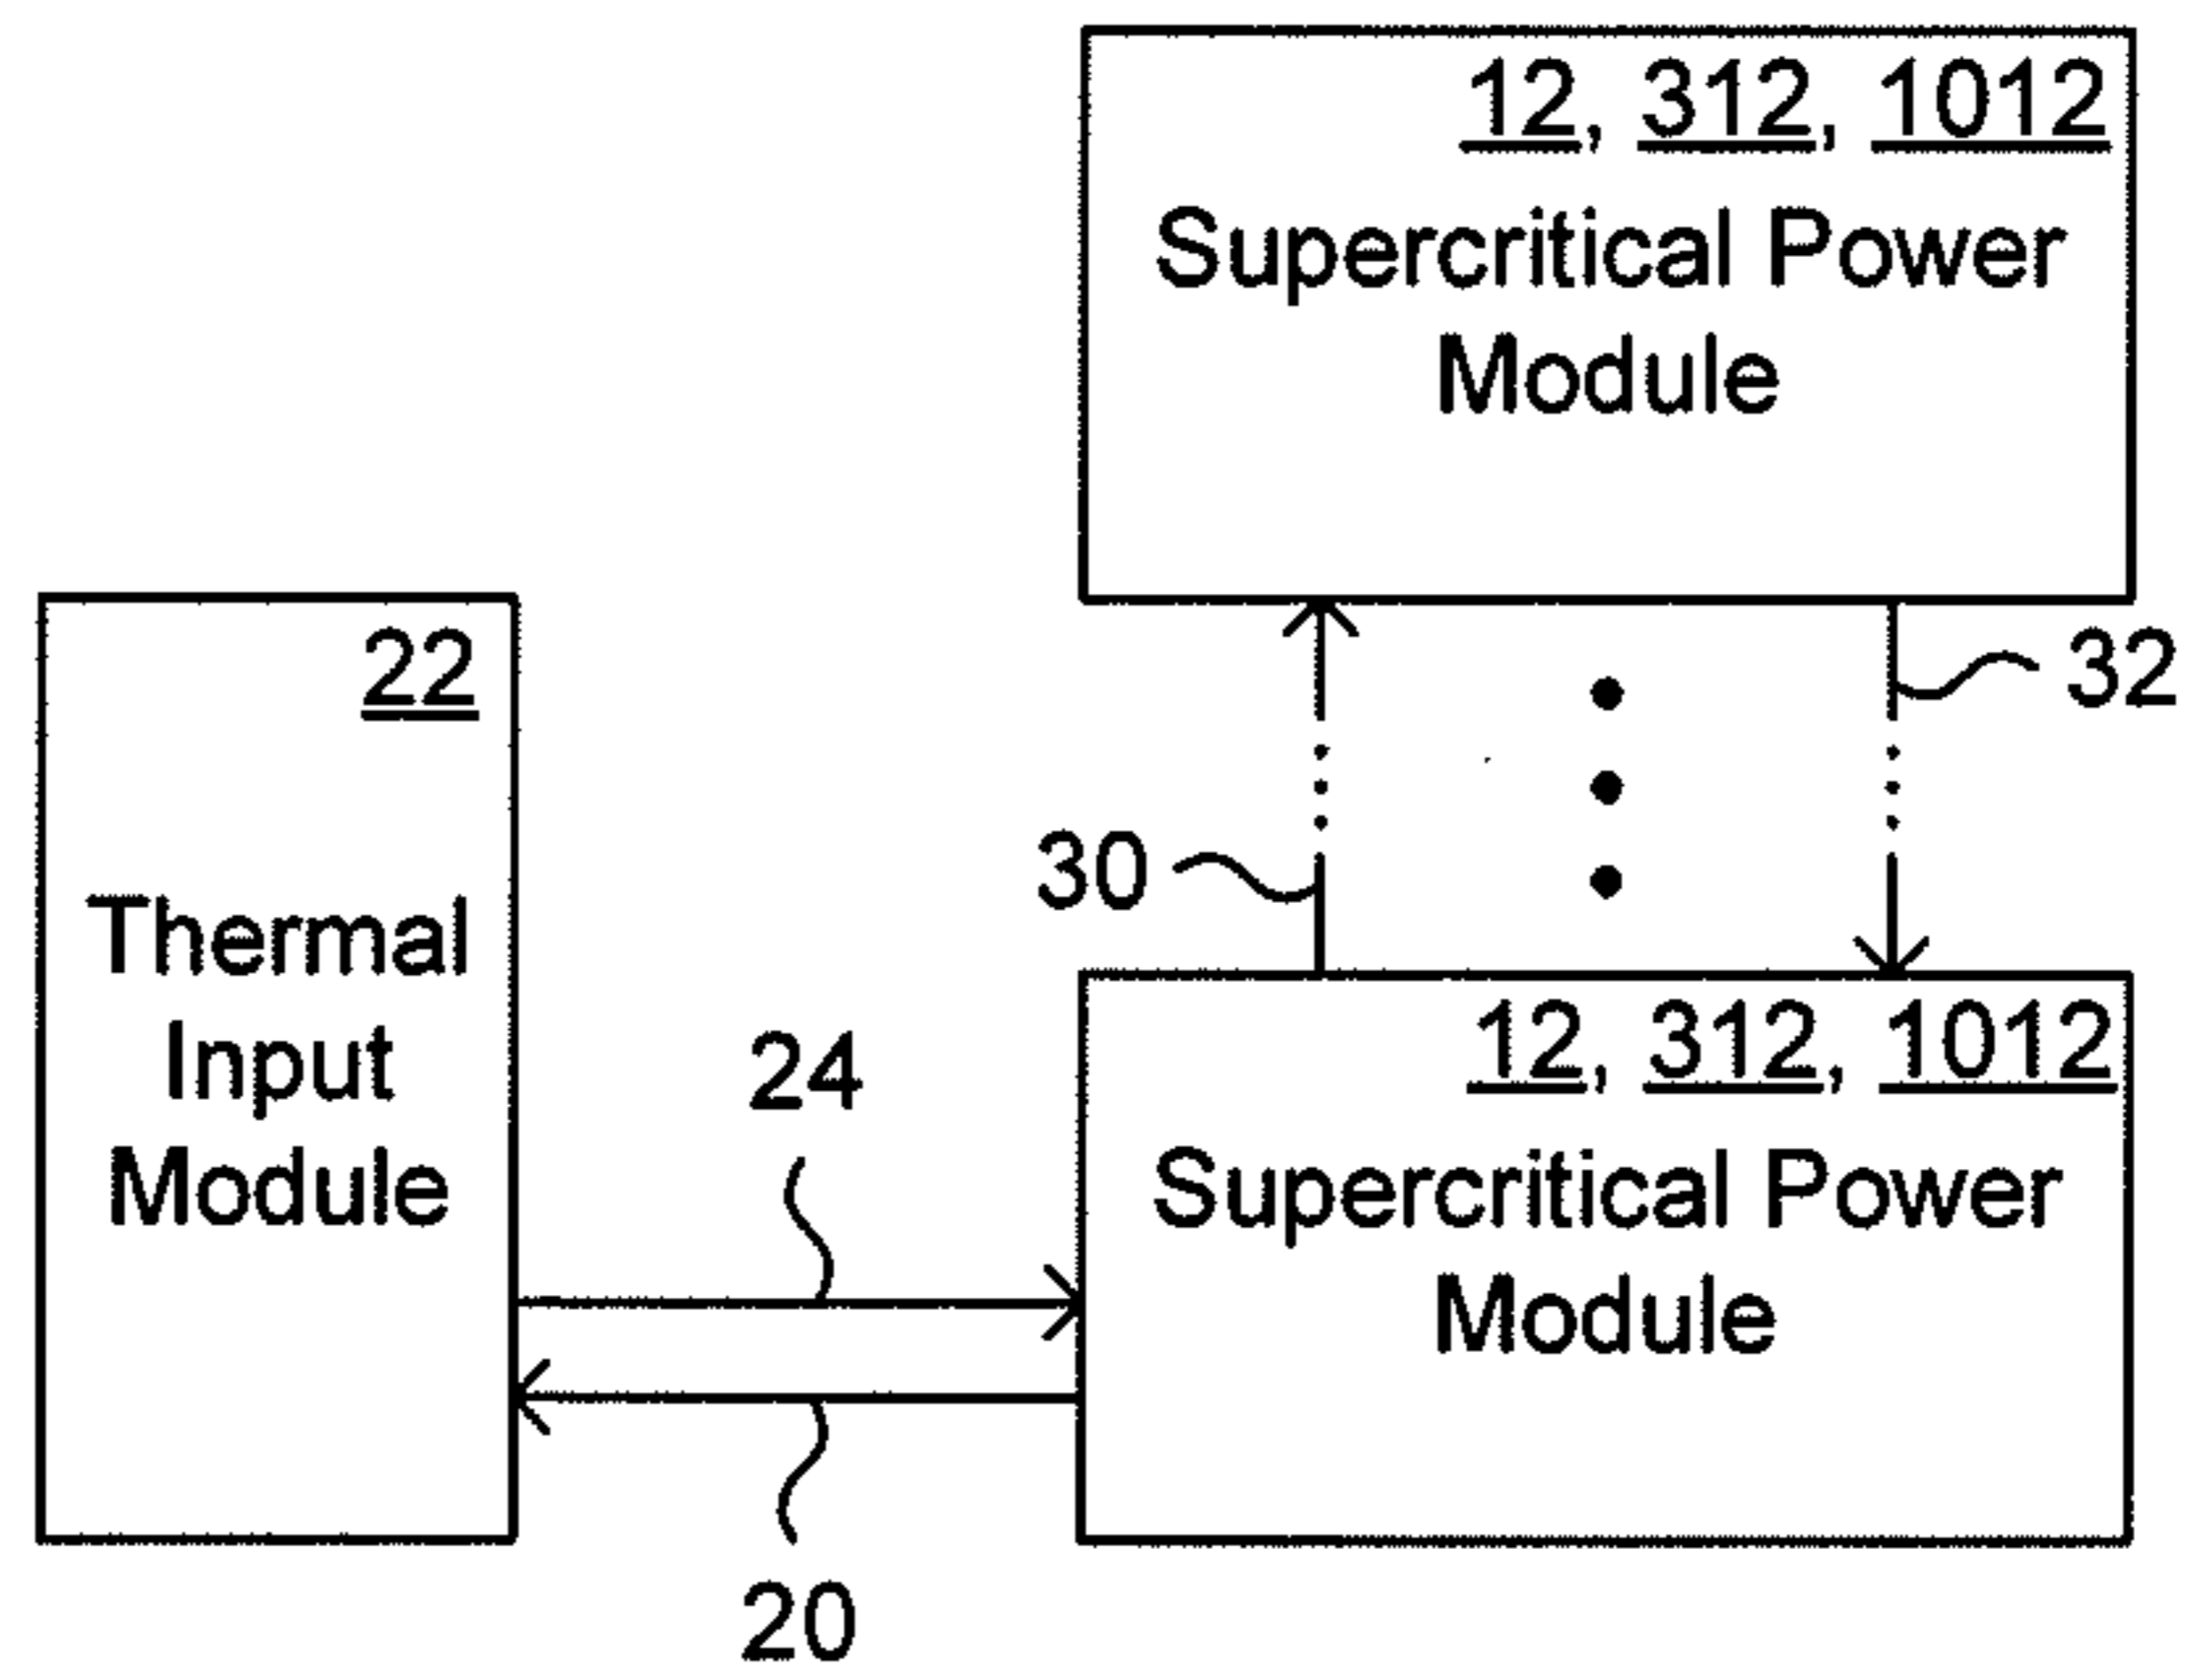 12, 312, 1012
Supercritical Power
Module
32
22
Thermal
Input
Module
30
24
20
12, 312, 1012
Supercritical Power
Module